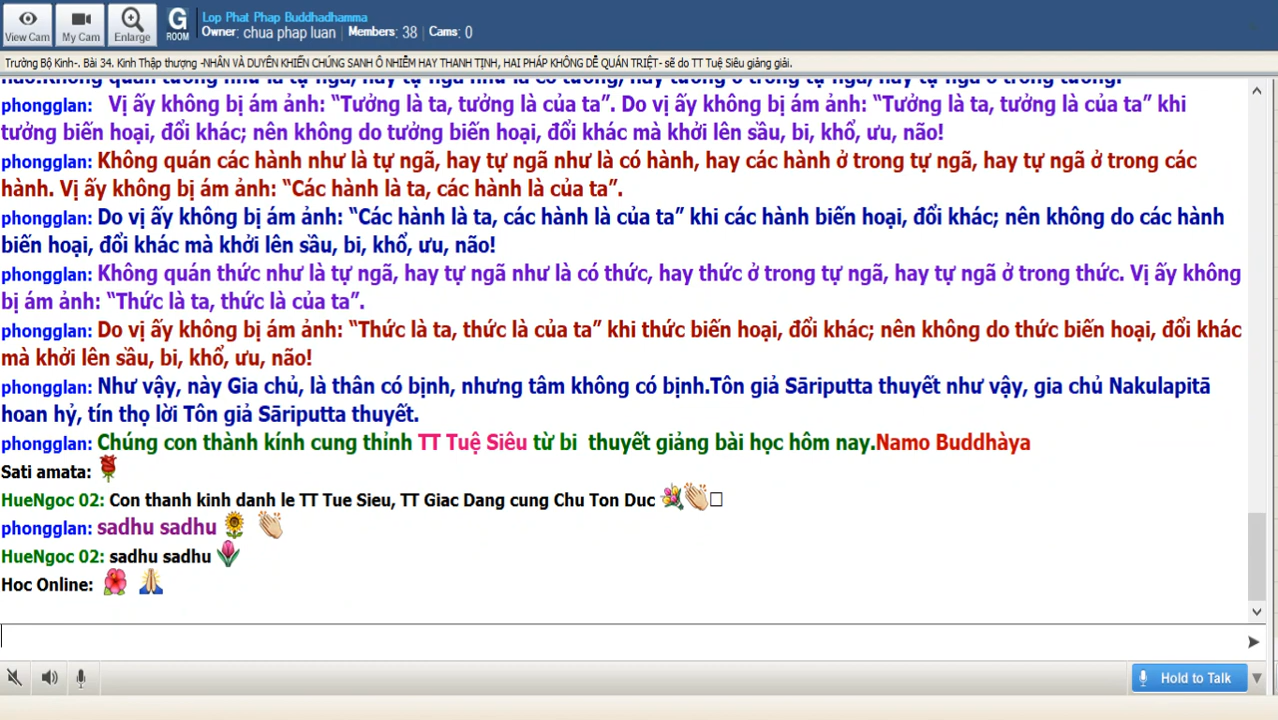 View Cam
My Cam
Enlarge
G
ROOM
Lop Phat Phap Buddhadhamma
Owner: chua phap luan | Members: 38 | Cams: 0
Trường Bộ Kinh-. Bài 34. Kinh Thập thượng -NHÂN VÀ DUYÊN KHIẾN CHÚNG SANH Ô NHIỄM HAY THANH TỊNH, HAI PHÁP KHÔNG DỄ QUÁN TRIỆT- sẽ do TT Tuệ Siêu giảng giải.
phongglan: Vị ấy không bị ám ảnh: “Tưởng là ta, tưởng là của ta”. Do vị ấy không bị ám ảnh: “Tưởng là ta, tưởng là của ta” khi
tưởng biến hoại, đổi khác; nên không do tưởng biến hoại, đổi khác mà khởi lên sầu, bi, khổ, ưu, não!
phongglan: Không quán các hành như là tự ngã, hay tự ngã như là có hành, hay các hành ở trong tự ngã, hay tự ngã ở trong các
hành. Vị ấy không bị ám ảnh: “Các hành là ta, các hành là của ta”.
phongglan: Do vị ấy không bị ám ảnh: “Các hành là ta, các hành là của ta” khi các hành biến hoại, đổi khác; nên không do các hành
biến hoại, đổi khác mà khởi lên sầu, bi, khổ, ưu, não!
phongglan: Không quán thức như là tự ngã, hay tự ngã như là có thức, hay thức ở trong tự ngã, hay tự ngã ở trong thức. Vị ấy không
bị ám ảnh: “Thức là ta, thức là của ta”.
phongglan: Do vị ấy không bị ám ảnh: “Thức là ta, thức là của ta” khi thức biến hoại, đổi khác; nên không do thức biến hoại, đổi khác
mà khởi lên sầu, bi, khổ, ưu, não!
phongglan: Như vậy, này Gia chủ, là thân có bịnh, nhưng tâm không có bịnh.Tôn giả Sāriputta thuyết như vậy, gia chủ Nakulapitā
hoan hỷ, tín thọ lời Tôn giả Sāriputta thuyết.
phongglan: Chúng con thành kính cung thỉnh TT Tuệ Siêu từ bi thuyết giảng bài học hôm nay.Namo Buddhàya
Sati amata:
HueNgoc 02: Con thanh kinh danh le TT Tue Sieu, TT Giac Dang cung Chu Ton Duc
phongglan: sadhu sadhu
HueNgoc 02: sadhu sadhu
Hoc Online:
Hold to Talk